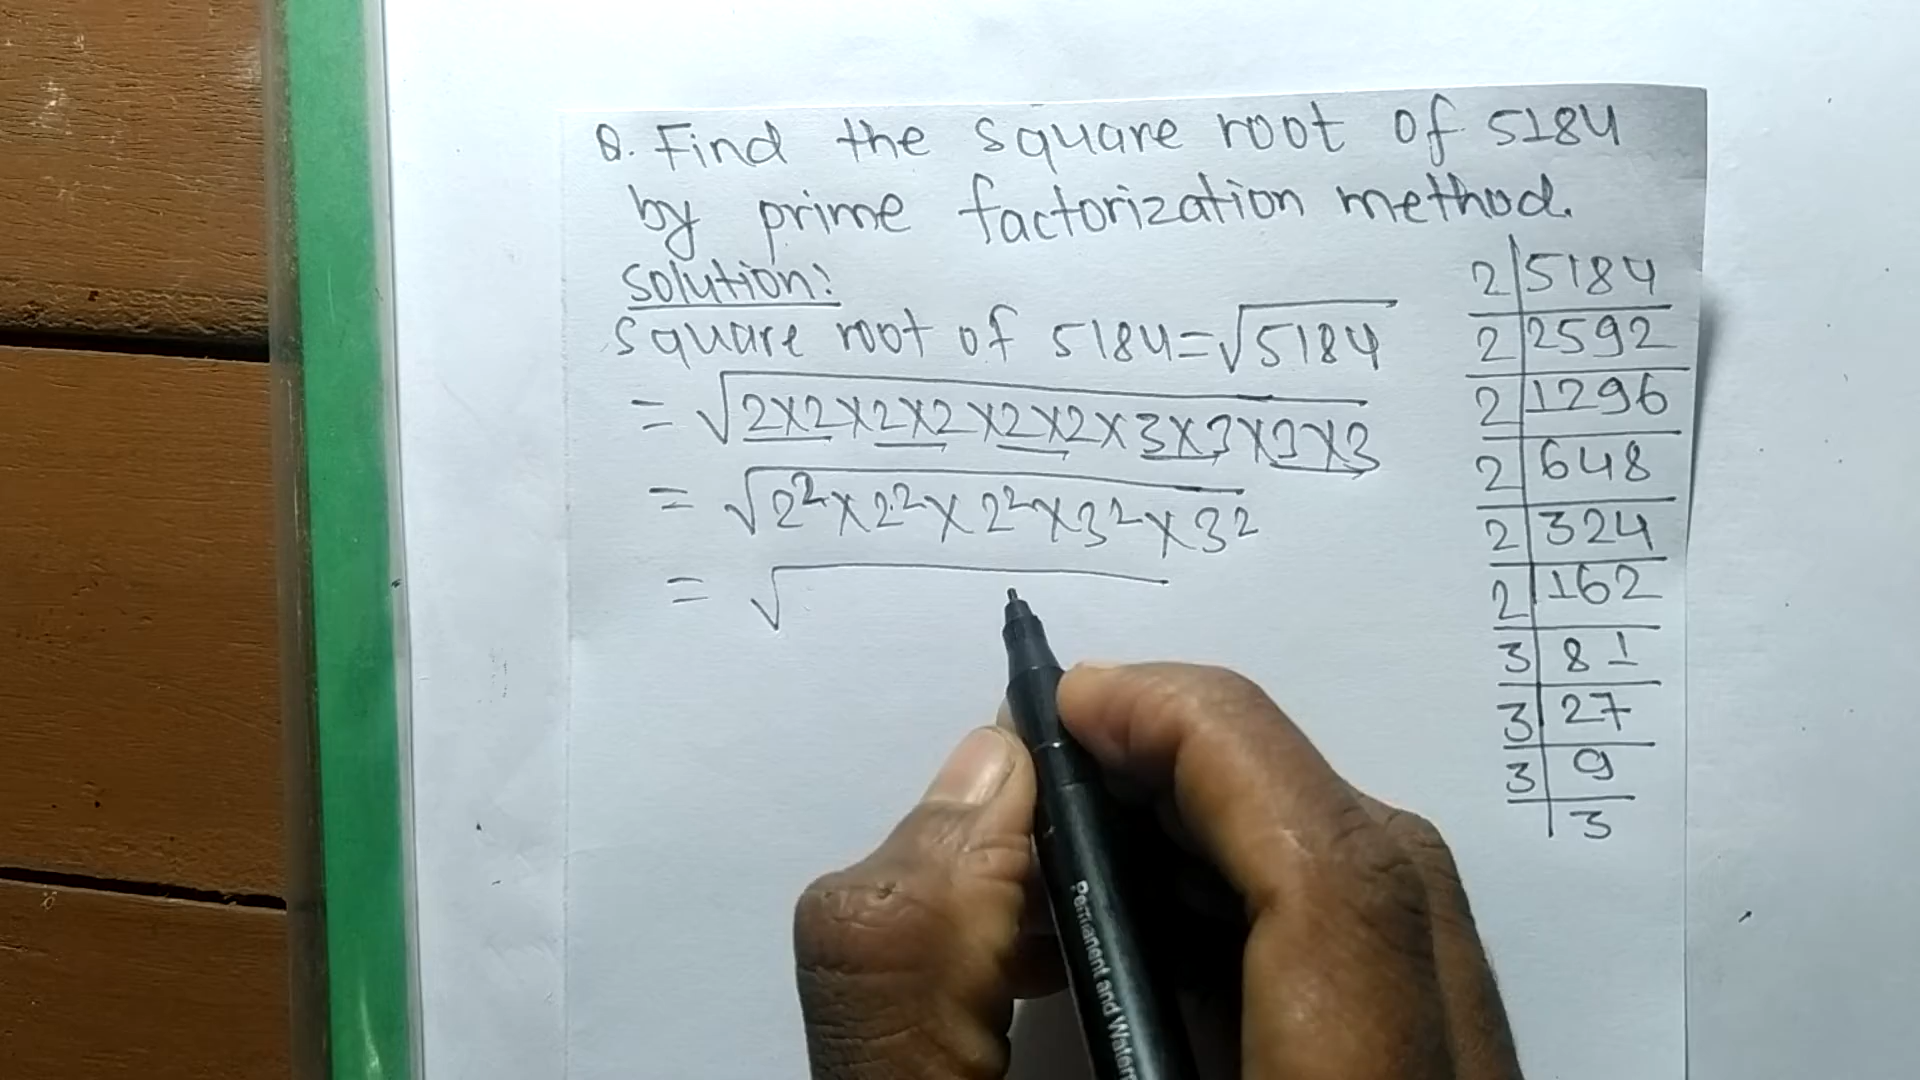 Q. Find the square root of 5184
by prime factorization method.
Solution:
Square root of 5184=√5184
= √2×2×2×2×2×2×3×3×3×3
= √2²×2²×2²×3²×3²
= √
2|5184
2|2592
2|1296
2|648
2|324
2|162
3|81
3|27
3|9
|3
Permanent and Water